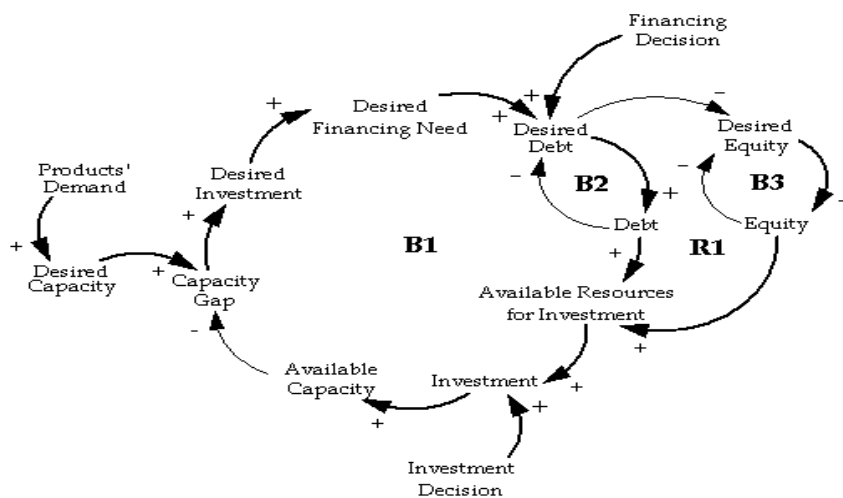 Financing
Decision
+
-
+
Desired
Financing Need
+
+
Desired
Debt
Desired
Equity
Products'
Demand
Desired
Investment
-
B2
-
B3
+
-
+
+
B1
Debt
+
R1
Equity
Desired
Capacity
+
Capacity
Gap
Available Resources
for Investment
-
+
Available
Capacity
Investment
+
+
+
Investment
Decision